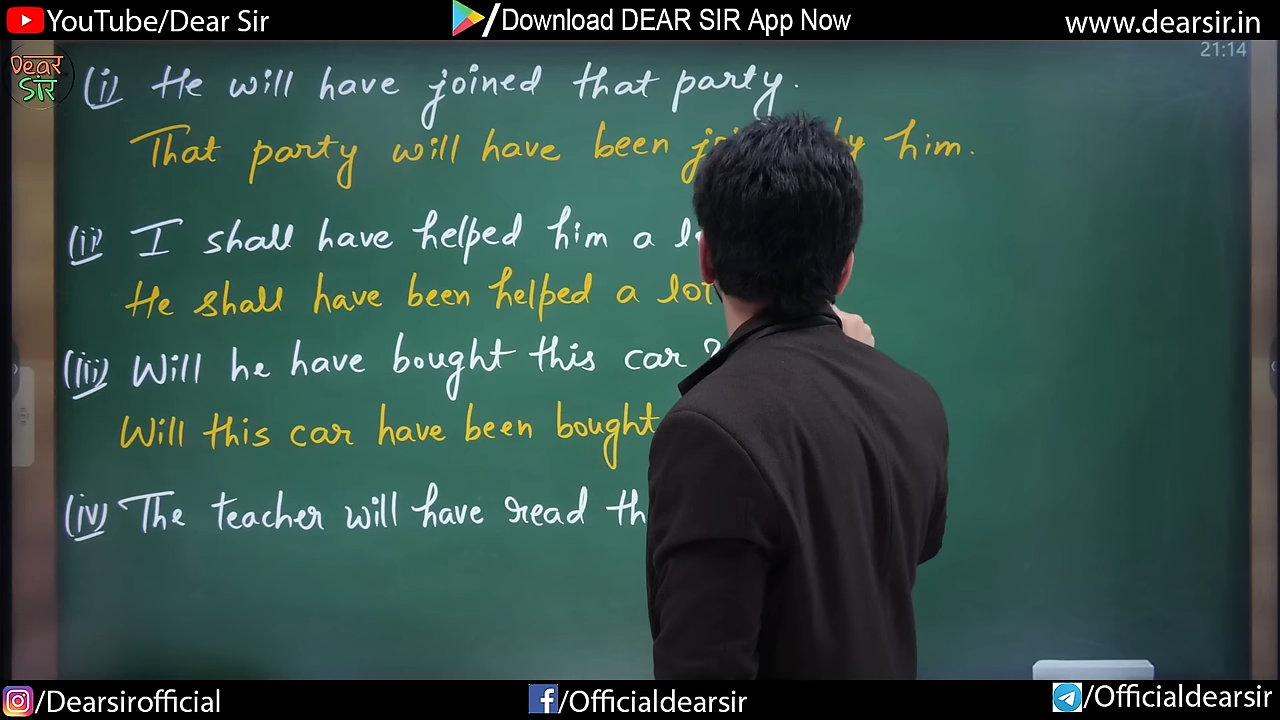 YouTube/Dear Sir
/Download DEAR SIR App Now
www.dearsir.in
21:14
Dear
सर
(i) He will have joined that party.
That party will have been by him.
(ii) I shall have helped him a
He shall have been helped a lot
(iii) Will he have bought this car?
Will this car have been bought
(iv) The teacher will have read
/Dearsirofficial
/Officialdearsir
/Officialdearsir